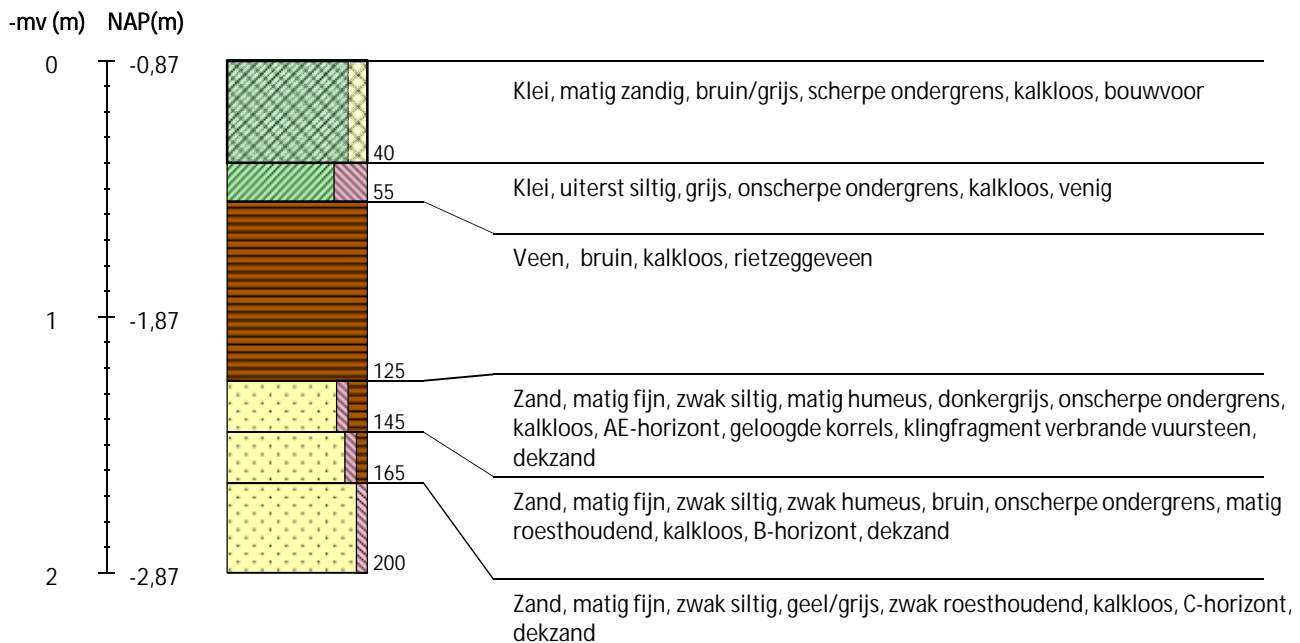 -mv (m) NAP(m)
0 -0,87
Klei, matig zandig, bruin/grijs, scherpe ondergrens, kalkloos, bouwvoor
40
55
Klei, uiterst siltig, grijs, onscherpe ondergrens, kalkloos, venig
Veen, bruin, kalkloos, rietzeggeveen
1 -1,87
125
Zand, matig fijn, zwak siltig, matig humeus, donkergrijs, onscherpe ondergrens,
kalkloos, AE-horizont, geloogde korrels, klingfragment verbrande vuursteen,
dekzand
145
165
Zand, matig fijn, zwak siltig, zwak humeus, bruin, onscherpe ondergrens, matig
roesthoudend, kalkloos, B-horizont, dekzand
200
2 -2,87
Zand, matig fijn, zwak siltig, geel/grijs, zwak roesthoudend, kalkloos, C-horizont,
dekzand